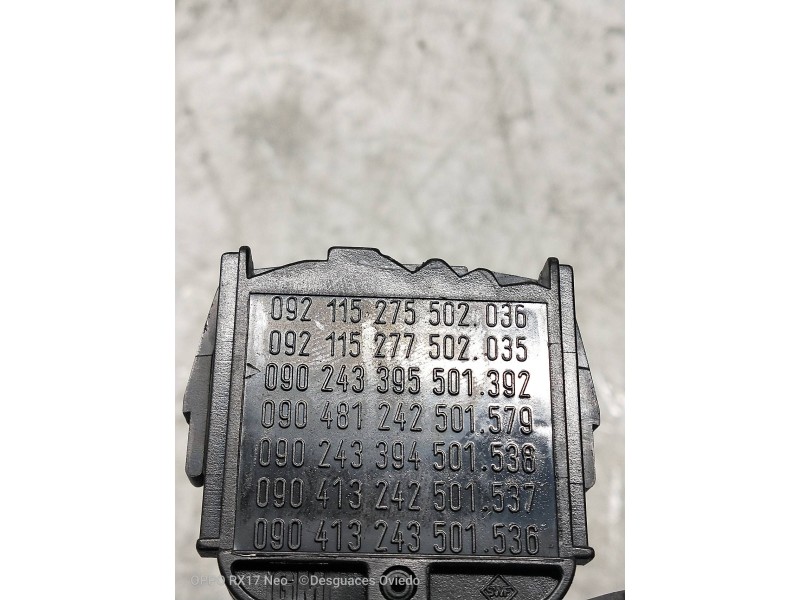 092 115 275 502.036
092 115 277 502.035
> 090 243 395 501.392
090 481 242 501.579
090 243 394 501.538
090 413 242 501.537
090 413 243 501.536
GM
RX17 Neo - ©Desguaces Oviedo